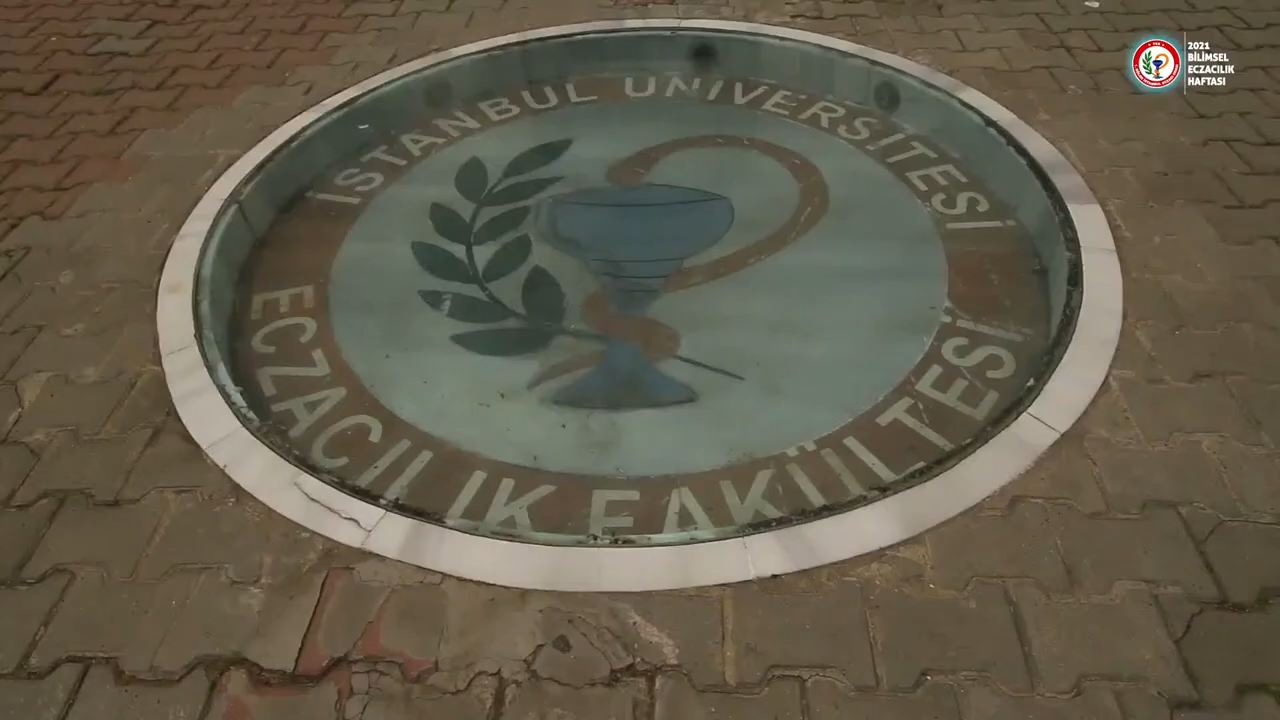 İSTANBUL ÜNİVERSİTESİ
ECZACILIK FAKÜLTESİ
2021
BİLİMSEL
ECZACILIK
HAFTASI